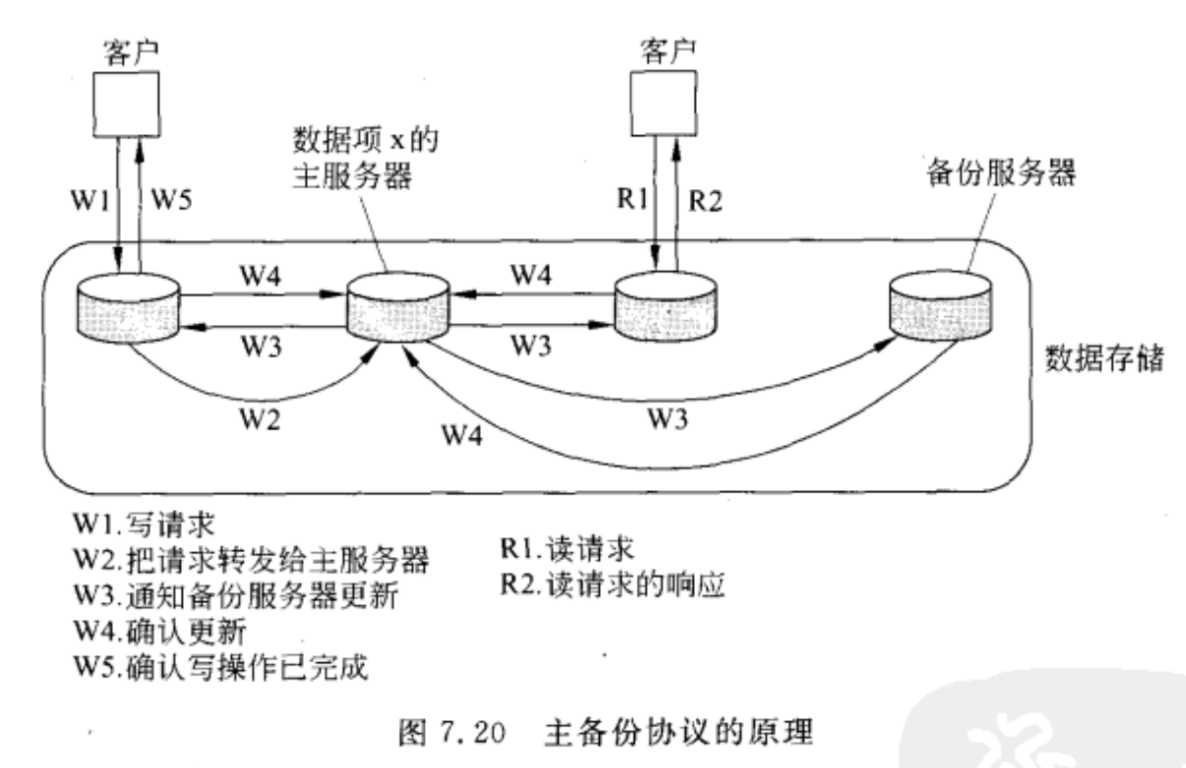 客户
客户
数据项 x 的
主服务器
备份服务器
W1
W5
R1
R2
W4
W4
W3
W3
数据存储
W2
W3
W4
W1.写请求
W2.把请求转发给主服务器
W3.通知备份服务器更新
W4.确认更新
W5.确认写操作已完成
R1.读请求
R2.读请求的响应
图 7.20 主备份协议的原理